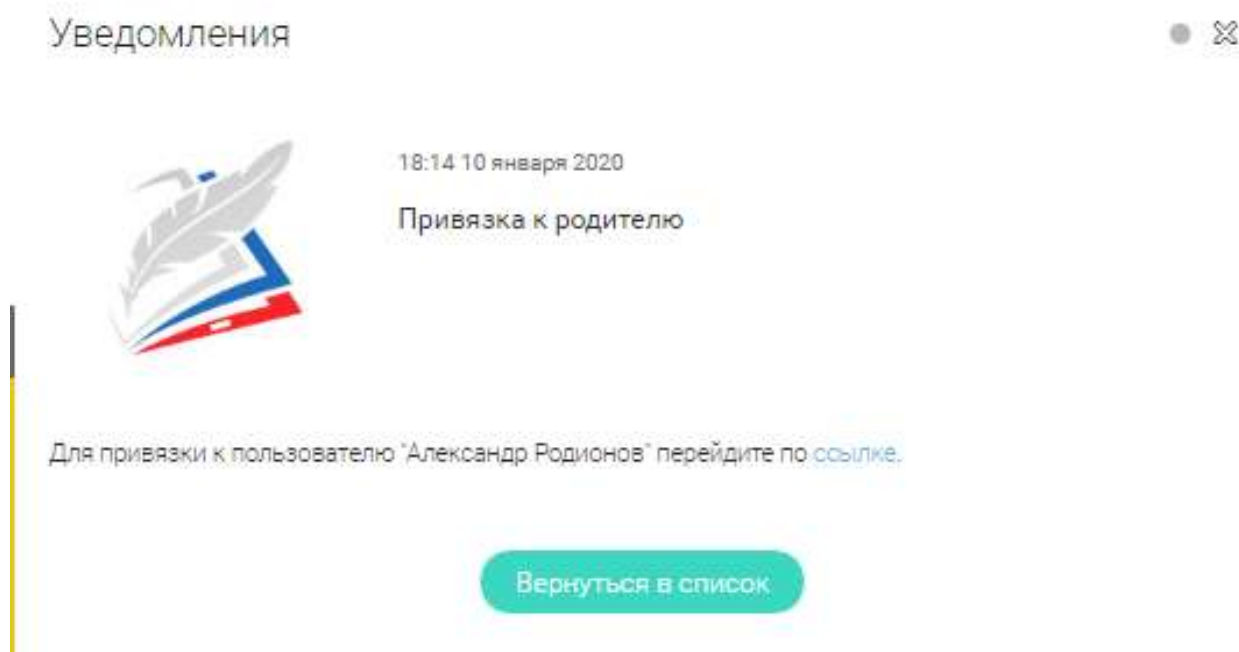 Уведомления
18:14 10 января 2020
Привязка к родителю
Для привязки к пользователю "Александр Родионов" перейдите по ссылке.
Вернуться в список